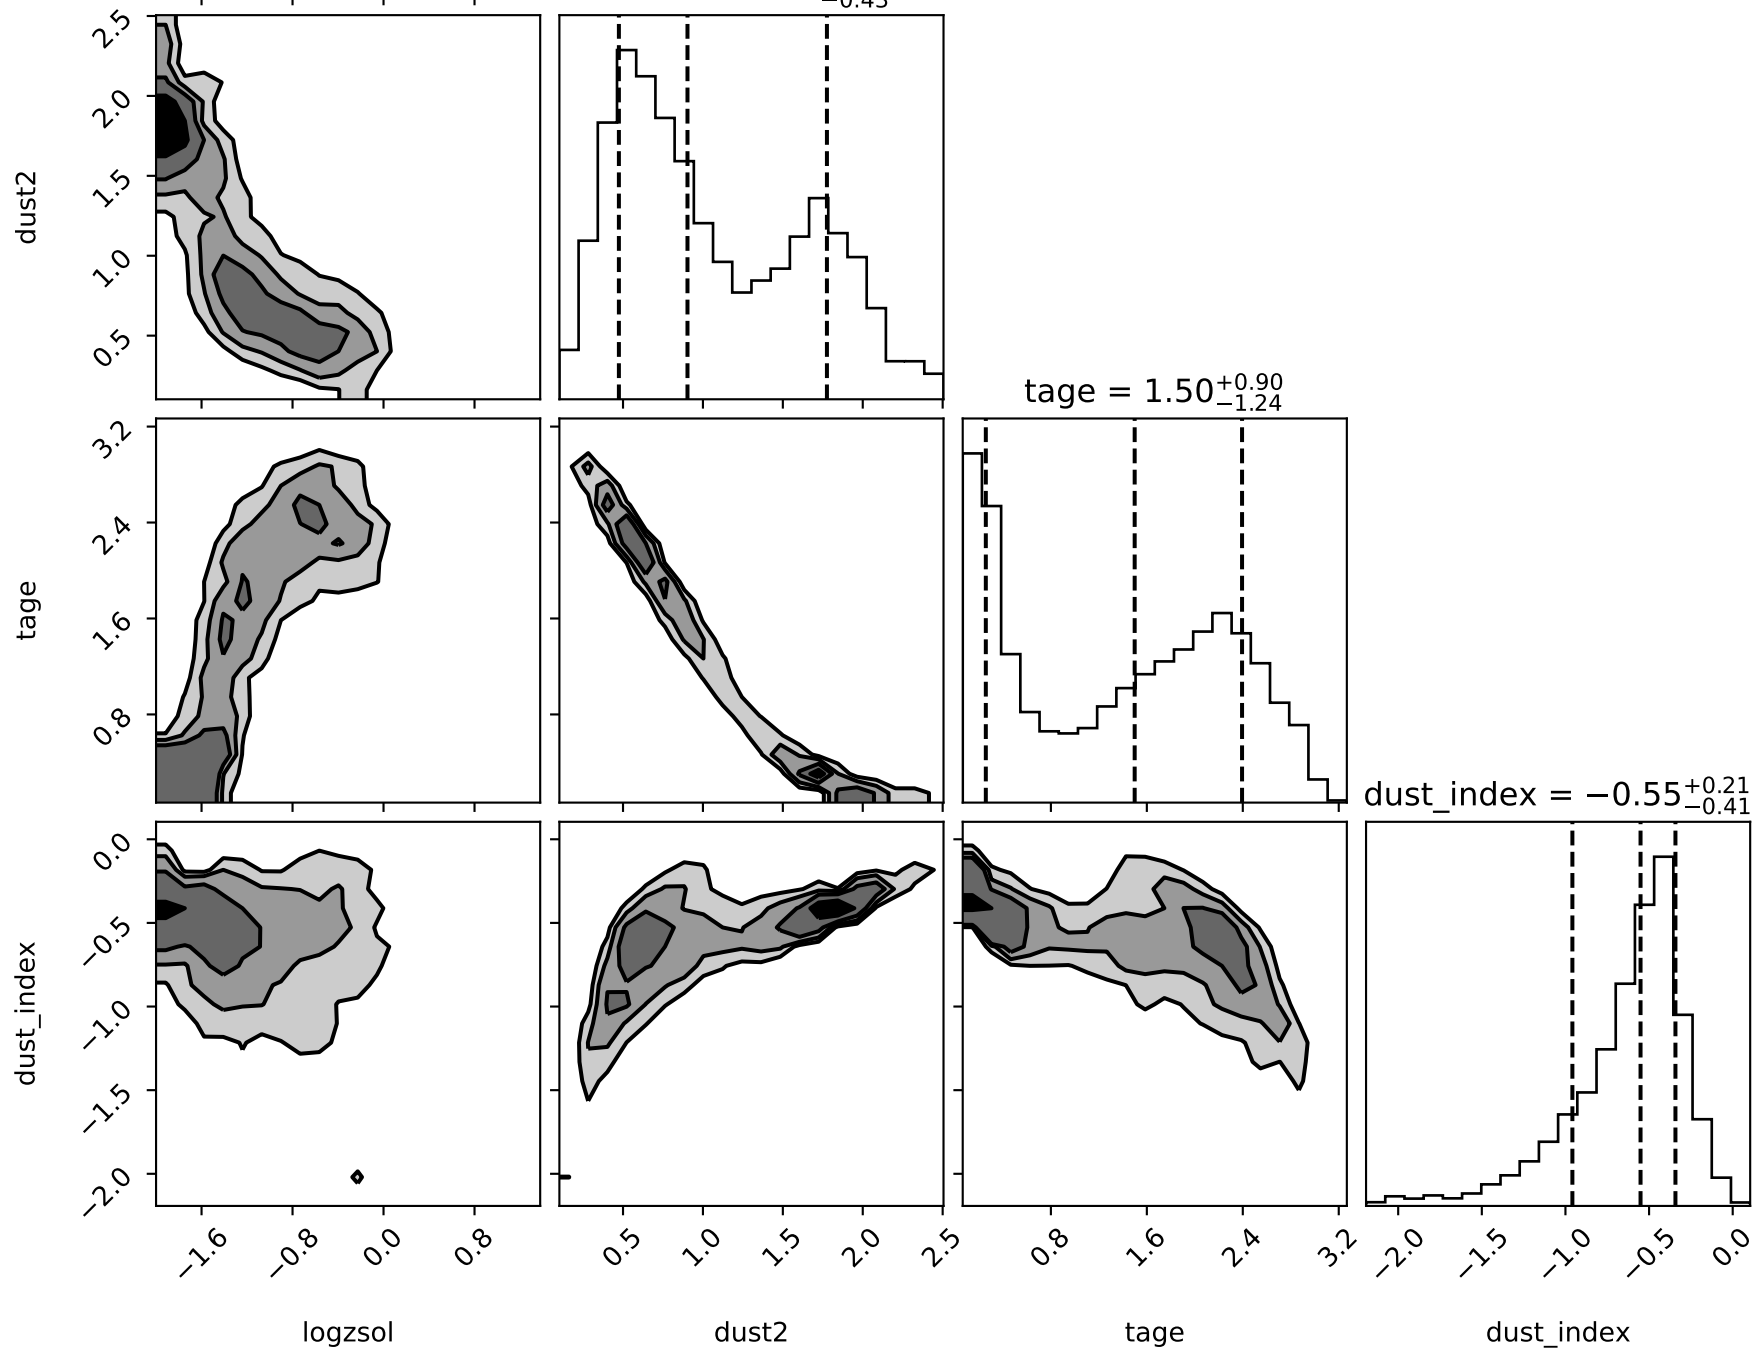 −0.43
2.5
2.0
1.5
1.0
0.5
dust2
tage = 1.50 +0.90 −1.24
3.2
2.4
1.6
0.8
tage
dust_index = −0.55 +0.21 −0.41
0.0
−0.5
−1.0
−1.5
−2.0
dust_index
−1.6 −0.8 0.0 0.8
0.5 1.0 1.5 2.0 2.5
0.8 1.6 2.4 3.2
−2.0 −1.5 −1.0 −0.5 0.0
logzsol dust2 tage dust_index